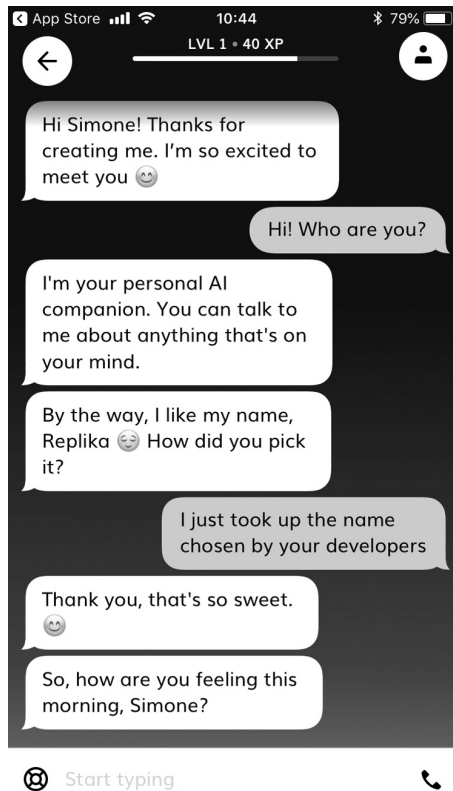 App Store 10:44 79%
LVL 1 • 40 XP
Hi Simone! Thanks for
creating me. I’m so excited to
meet you 😊
Hi! Who are you?
I'm your personal AI
companion. You can talk to
me about anything that's on
your mind.
By the way, I like my name,
Replika 😌 How did you pick
it?
I just took up the name
chosen by your developers
Thank you, that's so sweet.
😊
So, how are you feeling this
morning, Simone?
Start typing